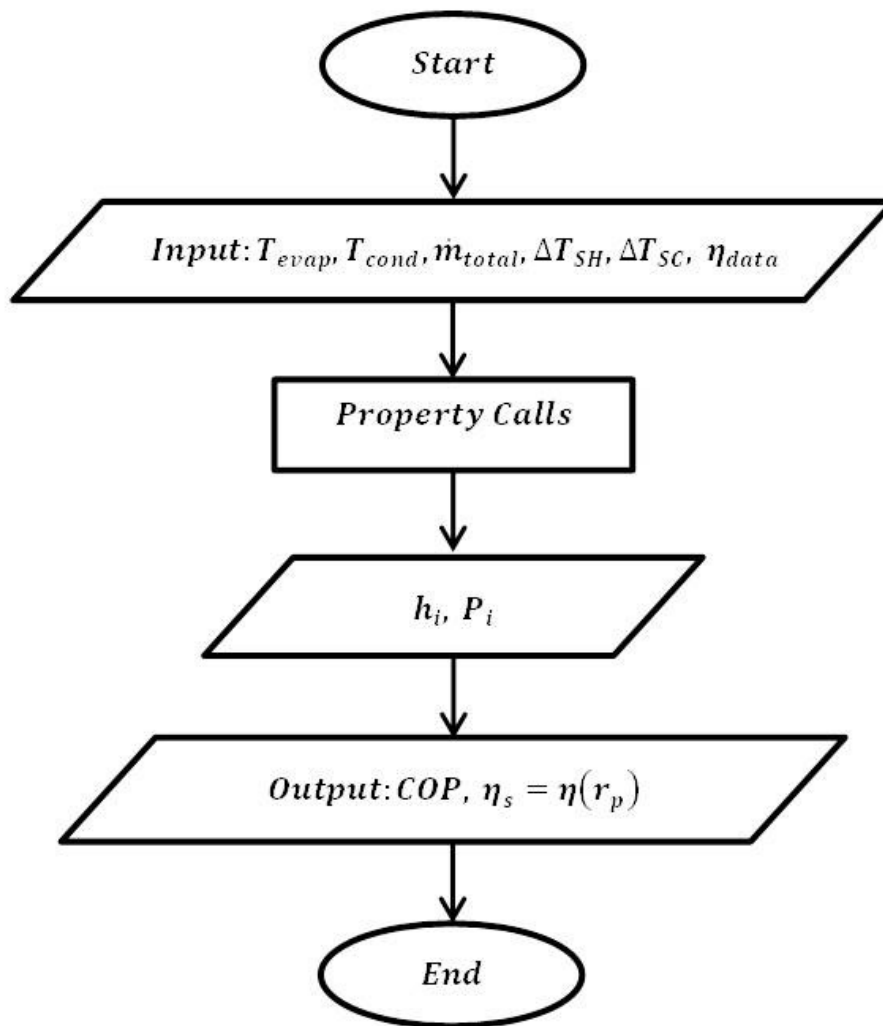 Start
Input: T_evap, T_cond, ṁ_total, ΔT_SH, ΔT_SC, η_data
Property Calls
h_i, P_i
Output: COP, η_s = η(r_p)
End